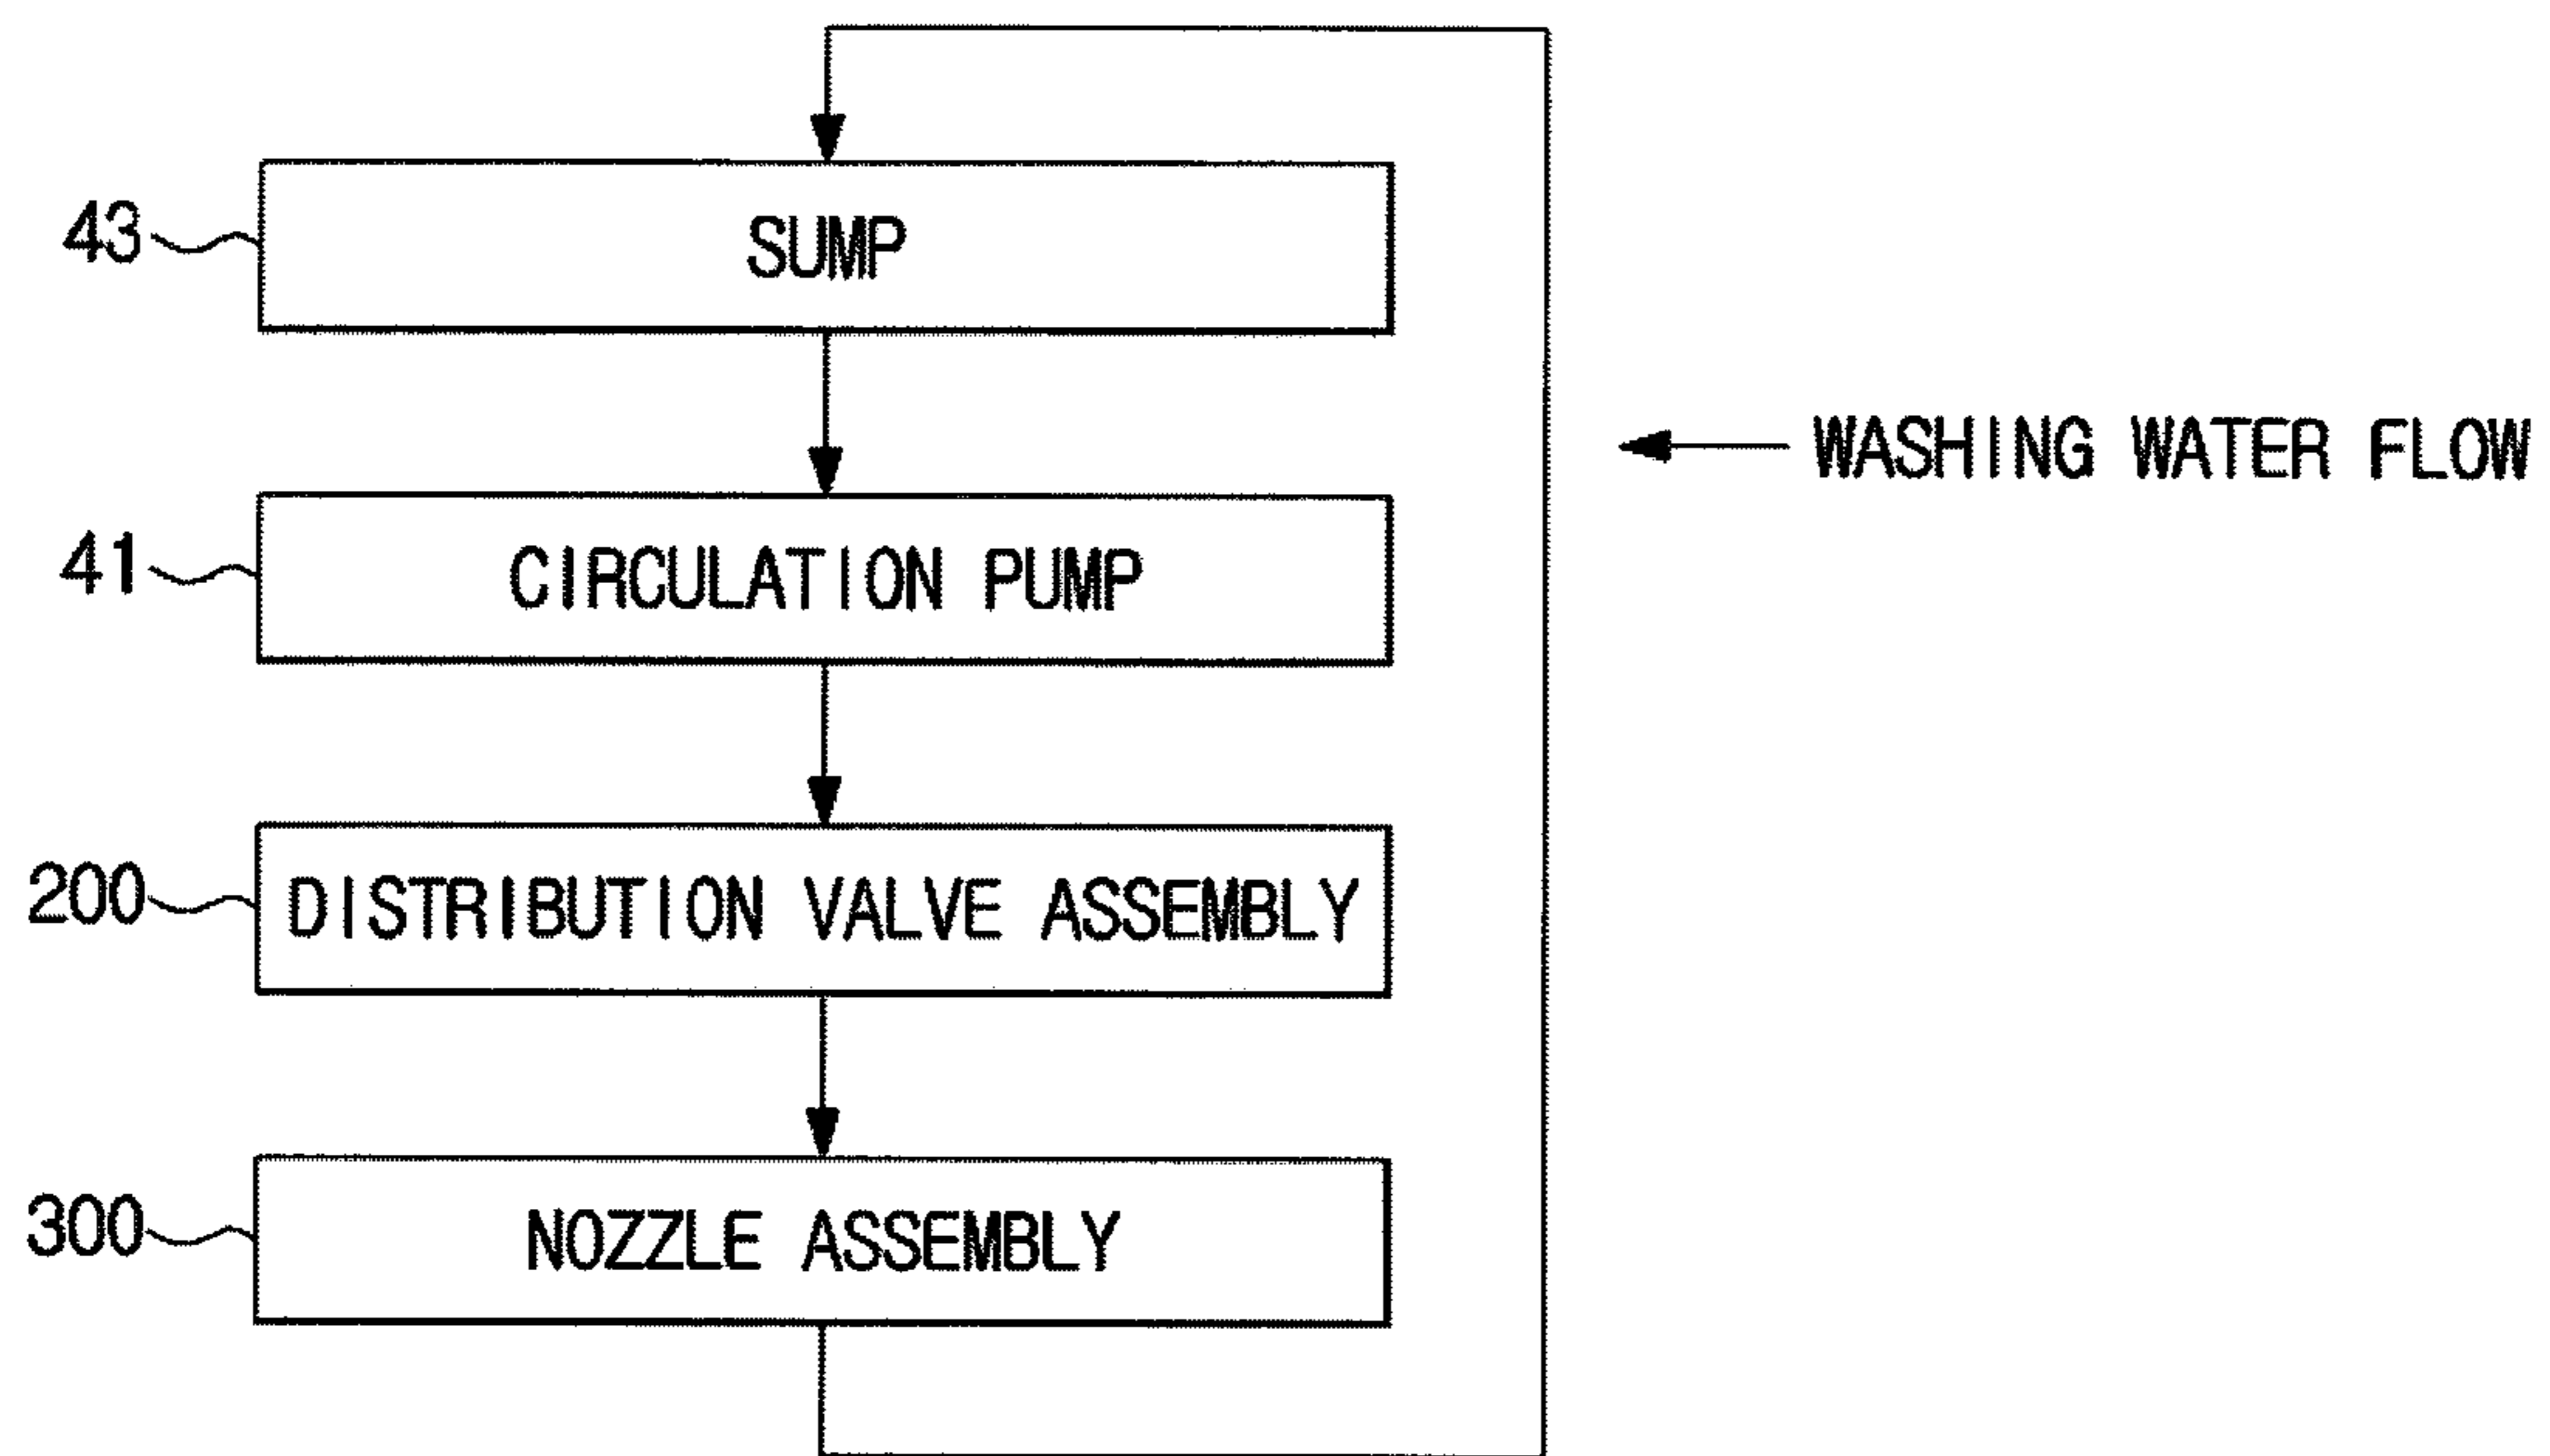 43 SUMP
WASHING WATER FLOW
41 CIRCULATION PUMP
200 DISTRIBUTION VALVE ASSEMBLY
300 NOZZLE ASSEMBLY